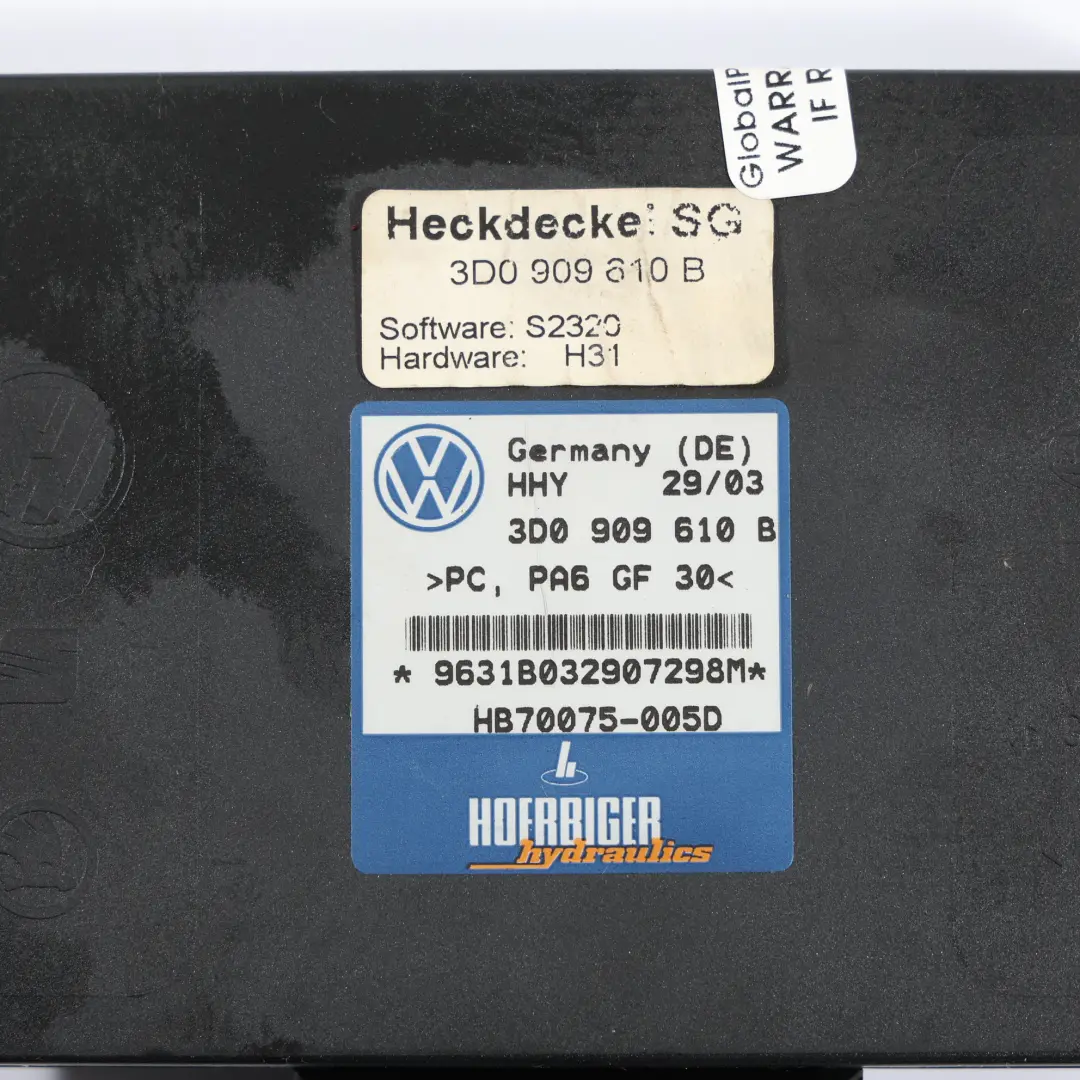 GlobalP
WARR
IF R
Heckdeckel SG
3D0 909 610 B
Software: S2320
Hardware: H31
Germany (DE)
HHY 29/03
3D0 909 610 B
>PC, PA6 GF 30<
* 9631B032907298M*
HB70075-005D
HOERBIGER
hydraulics